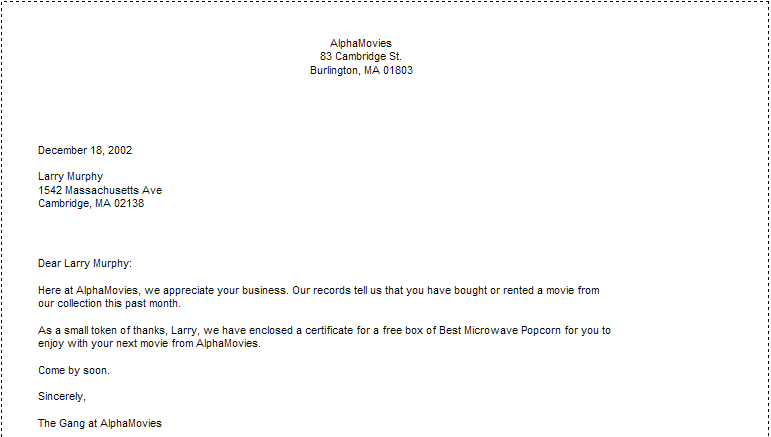 AlphaMovies
83 Cambridge St.
Burlington, MA 01803
December 18, 2002
Larry Murphy
1542 Massachusetts Ave
Cambridge, MA 02138
Dear Larry Murphy:
Here at AlphaMovies, we appreciate your business. Our records tell us that you have bought or rented a movie from
our collection this past month.
As a small token of thanks, Larry, we have enclosed a certificate for a free box of Best Microwave Popcorn for you to
enjoy with your next movie from AlphaMovies.
Come by soon.
Sincerely,
The Gang at AlphaMovies